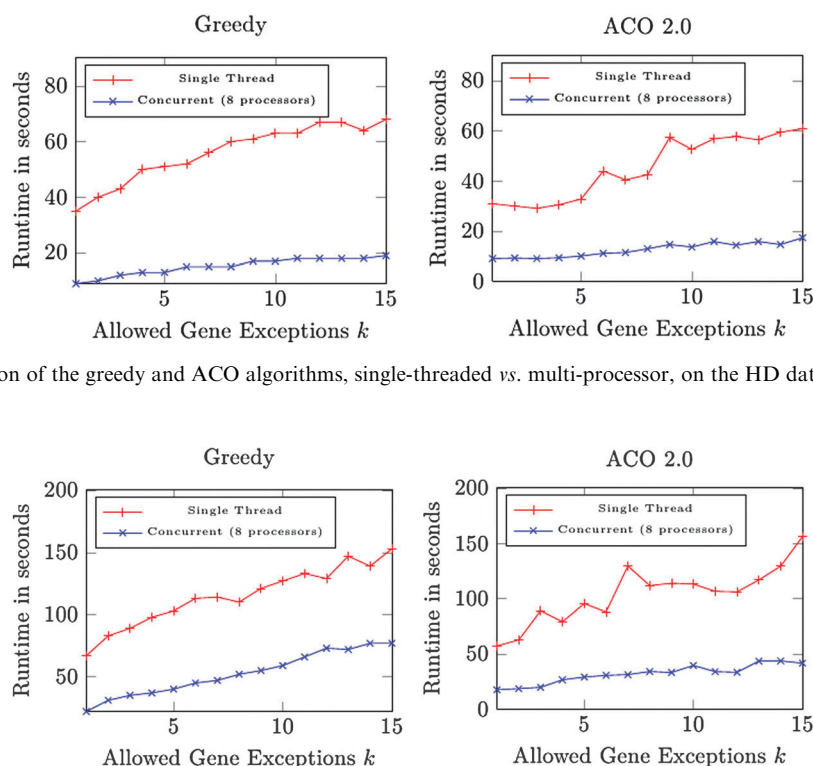 Greedy
ACO 2.0
Single Thread
Concurrent (8 processors)
Single Thread
Concurrent (8 processors)
80
60
40
20
80
60
40
20
0
Runtime in seconds
Runtime in seconds
5
10
15
5
10
15
Allowed Gene Exceptions k
Allowed Gene Exceptions k
on of the greedy and ACO algorithms, single-threaded vs. multi-processor, on the HD dat
Greedy
ACO 2.0
Single Thread
Concurrent (8 processors)
Single Thread
Concurrent (8 processors)
200
150
100
50
200
150
100
50
0
Runtime in seconds
Runtime in seconds
5
10
15
5
10
15
Allowed Gene Exceptions k
Allowed Gene Exceptions k